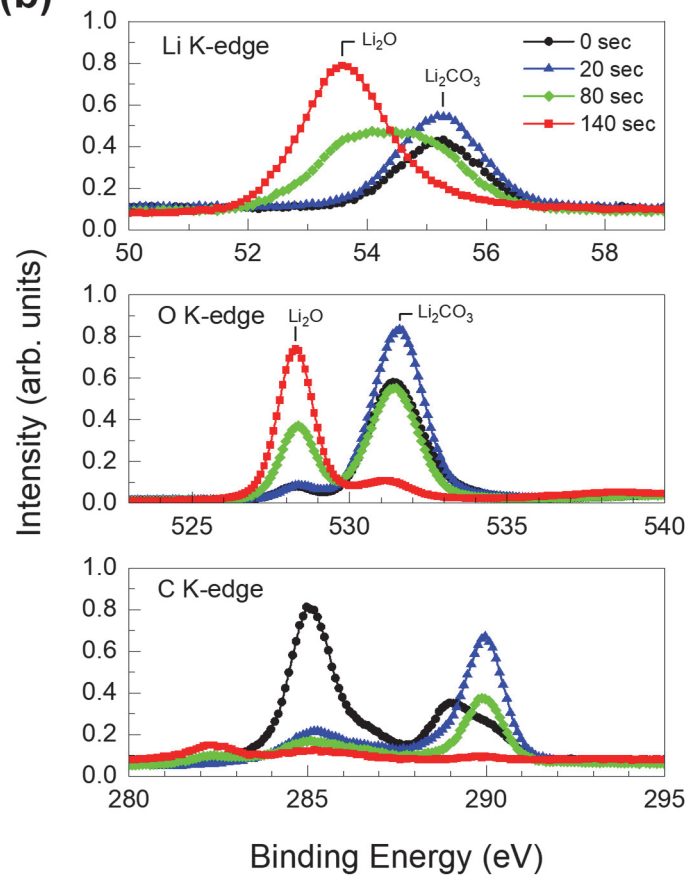 (b)
Li K-edge
Li₂O
Li₂CO₃
0 sec
20 sec
80 sec
140 sec
1.0
0.8
0.6
0.4
0.2
0.0
50 52 54 56 58
O K-edge
Li₂O
Li₂CO₃
1.0
0.8
0.6
0.4
0.2
0.0
525 530 535 540
C K-edge
1.0
0.8
0.6
0.4
0.2
0.0
280 285 290 295
Intensity (arb. units)
Binding Energy (eV)